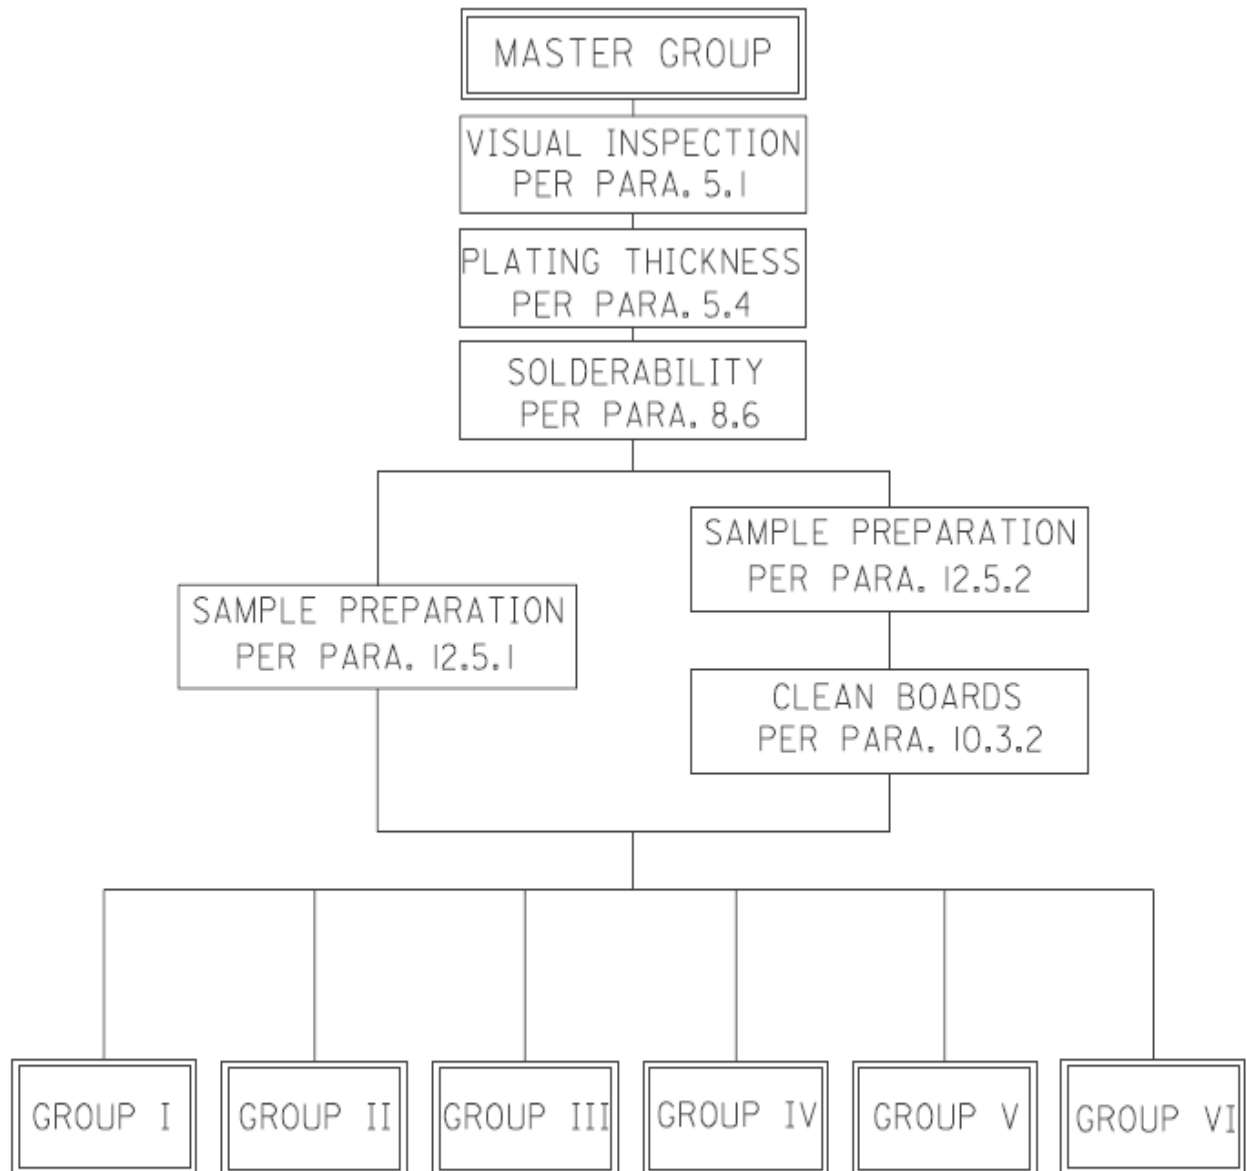 MASTER GROUP
VISUAL INSPECTION
PER PARA. 5.1
PLATING THICKNESS
PER PARA. 5.4
SOLDERABILITY
PER PARA. 8.6
SAMPLE PREPARATION
PER PARA. 12.5.2
SAMPLE PREPARATION
PER PARA. 12.5.1
CLEAN BOARDS
PER PARA. 10.3.2
GROUP I
GROUP II
GROUP III
GROUP IV
GROUP V
GROUP VI